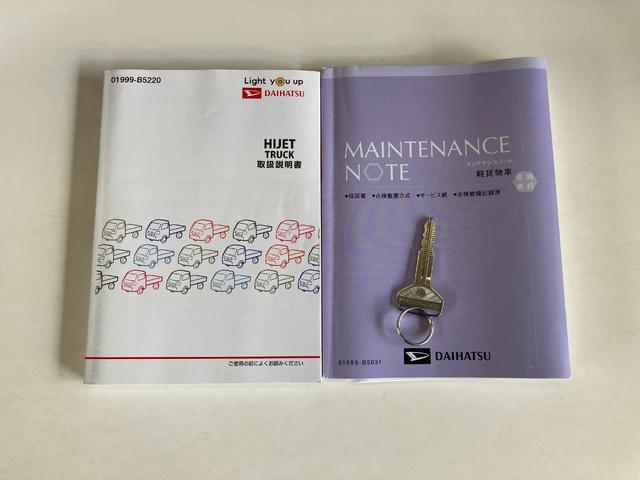 01999-B5220
Light you up
DAIHATSU
HIJET
TRUCK
取扱説明書
ご使用の前によくお読みください
MAINTENANCE
NOTE
メンテナンスノート
軽貨物車
●保証書 ●点検整備方式 ●サービス網 ●点検整備記録簿
01999-B5031
DAIHATSU